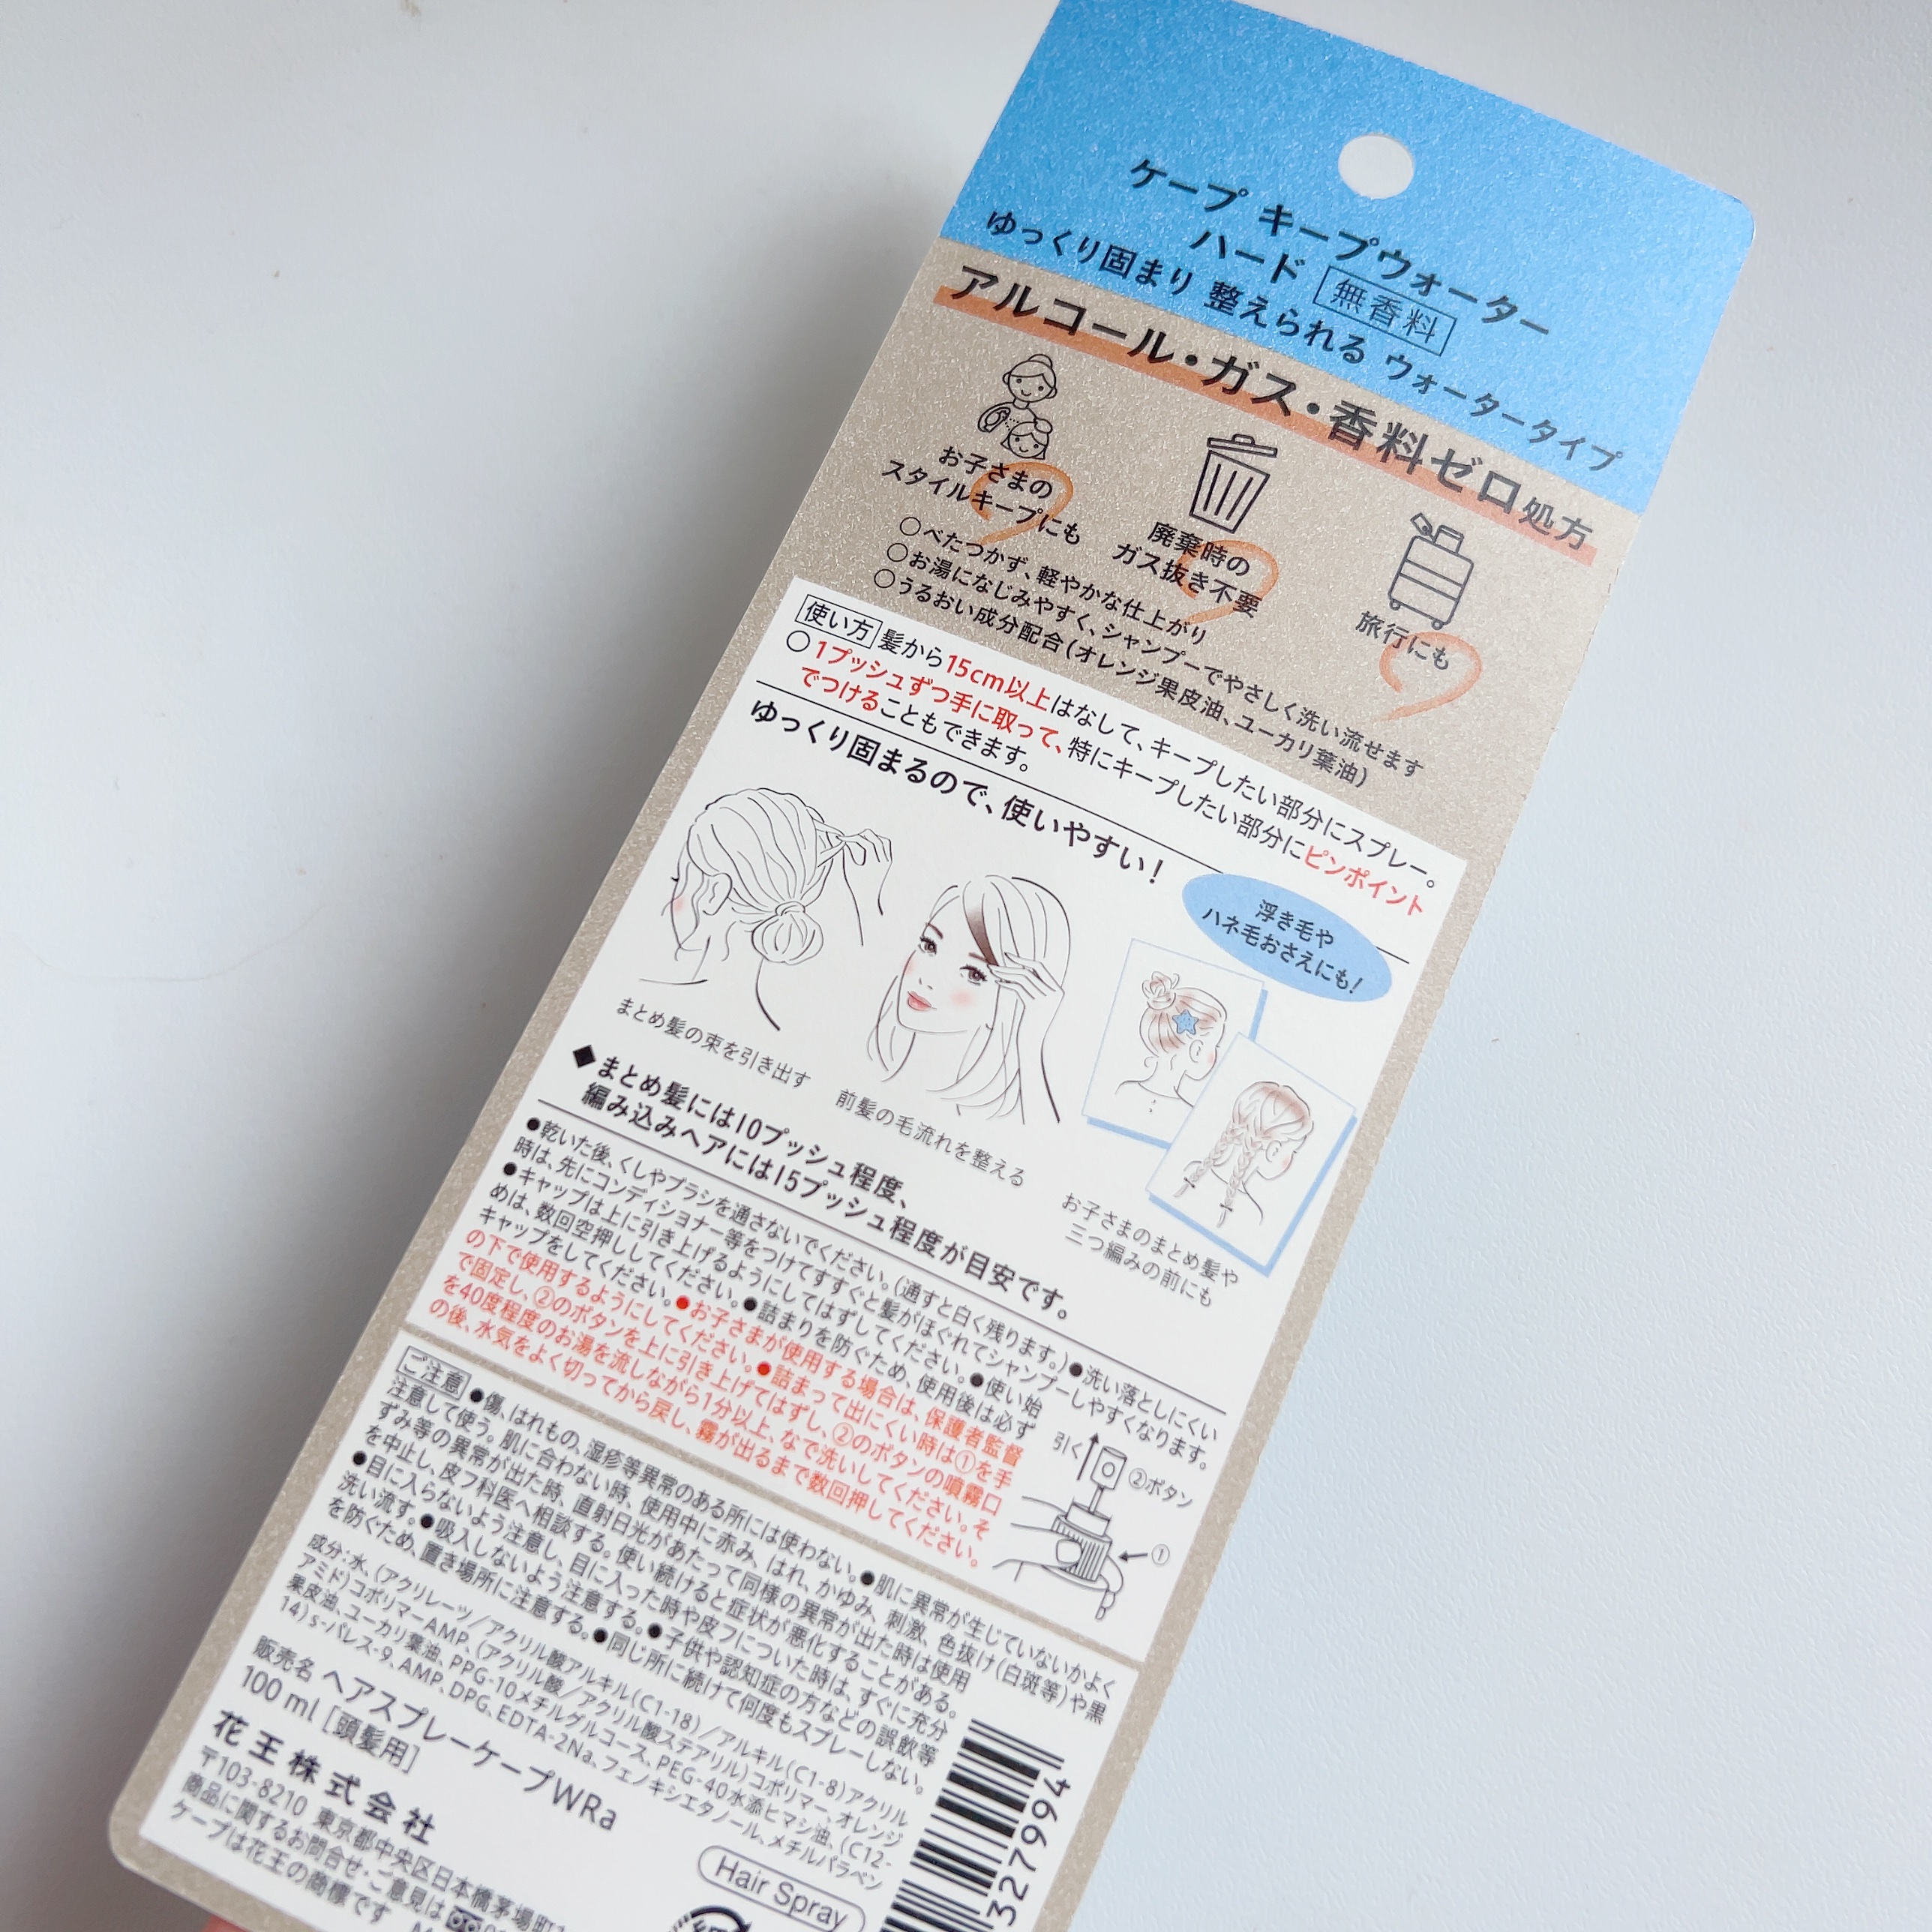 ケープ キープウォーター
ハード 無香料
ゆっくり固まり 整えられる ウォータータイプ
アルコール・ガス・香料ゼロ処方
お子さまの
スタイルキープにも
廃棄時の
ガス抜き不要
旅行にも
○べたつかず、軽やかな仕上がり
○お湯になじみやすく、シャンプーでやさしく洗い流せます
○うるおい成分配合(オレンジ果皮油、ユーカリ葉油)
使い方 髪から15cm以上はなして、キープしたい部分にスプレー。
○1プッシュずつ手に取って、特にキープしたい部分にピンポイント
でつけることもできます。
ゆっくり固まるので、使いやすい!
浮き毛や
ハネ毛おさえにも!
まとめ髪の束を引き出す
前髪の毛流れを整える
お子さまのまとめ髪や
三つ編みの前にも
◆まとめ髪には10プッシュ程度、
編み込みヘアには15プッシュ程度が目安です。
●乾いた後、くしやブラシを通さないでください。(通すと白く残ります。)●洗い落としにくい
時は、先にコンディショナー等をつけてすすぐと髪がほぐれてシャンプーしやすくなります。
●キャップは上に引き上げるようにしてはずしてください。●使い始
めは、数回空押ししてください。●詰まりを防ぐため、使用後は必ず
キャップをしてください。●お子さまが使用する場合は、保護者監督
の下で使用するようにしてください。●詰まって出にくい時は①を手
で固定し、②のボタンを上に引き上げてはずし、②のボタンの噴霧口
を40度程度のお湯を流しながら1分以上、なで洗いしてください。そ
の後、水気をよく切ってから戻し、霧が出るまで数回押してください。
引く
②ボタン
①
ご注意 ●傷、はれもの、湿疹等異常のある所には使わない。●肌に異常が生じていないかよく
注意して使う。肌に合わない時、使用中に赤み、はれ、かゆみ、刺激、色抜け(白斑等)や黒
ずみ等の異常が出た時、直射日光があたって同様の異常が出た時は使用
を中止し、皮フ科医へ相談する。使い続けると症状が悪化することがある。
●目に入らないよう注意し、目に入った時や皮フについた時は、すぐに充分
洗い流す。●吸入しないよう注意する。●子供や認知症の方などの誤飲等
を防ぐため、置き場所に注意する。●同じ所に続けて何度もスプレーしない。
成分:水、(アクリレーツ/アクリル酸アルキル(C1-18)/アルキル(C1-8)アクリル
アミド)コポリマーAMP、(アクリル酸/アクリル酸ステアリル)コポリマー、オレンジ
果皮油、ユーカリ葉油、PPG-10メチルグルコース、PEG-40水添ヒマシ油、(C12-
14)s-パレス-9、AMP、DPG、EDTA-2Na、フェノキシエタノール、メチルパラベン
販売名 ヘアスプレーケープWRa
100 ml [頭髪用]
花王株式会社
〒103-8210 東京都中央区日本橋茅場町1
商品に関するお問合せ・ご意見は
ケープは花王の商標です
Hair Spray
327994